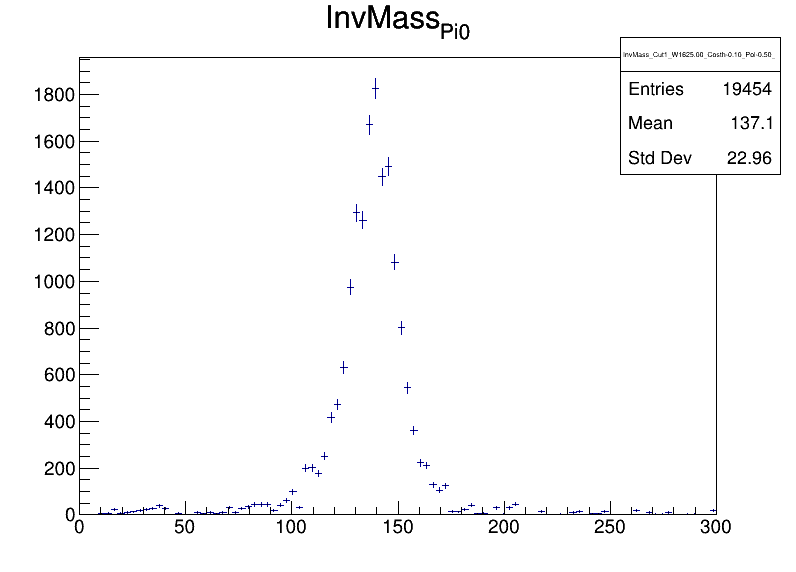 InvMass_Pi0
InvMass_Cut1_W1625.00_Costh-0.10_Pol-0.50_
Entries 19454
Mean 137.1
Std Dev 22.96
1800
1600
1400
1200
1000
800
600
400
200
0
0 50 100 150 200 250 300